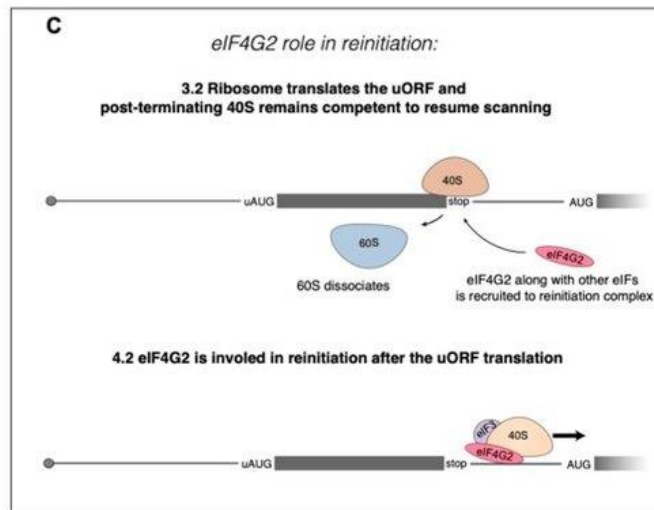 C
eIF4G2 role in reinitiation:
3.2 Ribosome translates the uORF and
post-terminating 40S remains competent to resume scanning
40S
uAUG
stop
AUG
60S
eIF4G2
60S dissociates
eIF4G2 along with other eIFs
is recruited to reinitiation complex
4.2 eIF4G2 is involed in reinitiation after the uORF translation
eIF3
40S
eIF4G2
uAUG
stop
AUG